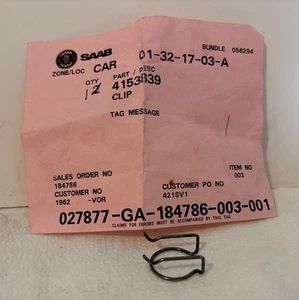 SAAB 01-32-17-03-A BUNDLE 058294
ZONE/LOC CAR
QTY PART / DESC
12 4153839
CLIP
TAG MESSAGE
SALES ORDER NO ITEM NO
184786 003
CUSTOMER NO CUSTOMER PO NO
1962 -VOR 421SV1
027877-GA-184786-003-001
CLAIMS FOR ERRORS MUST BE ACCOMPANIED BY THIS TAG